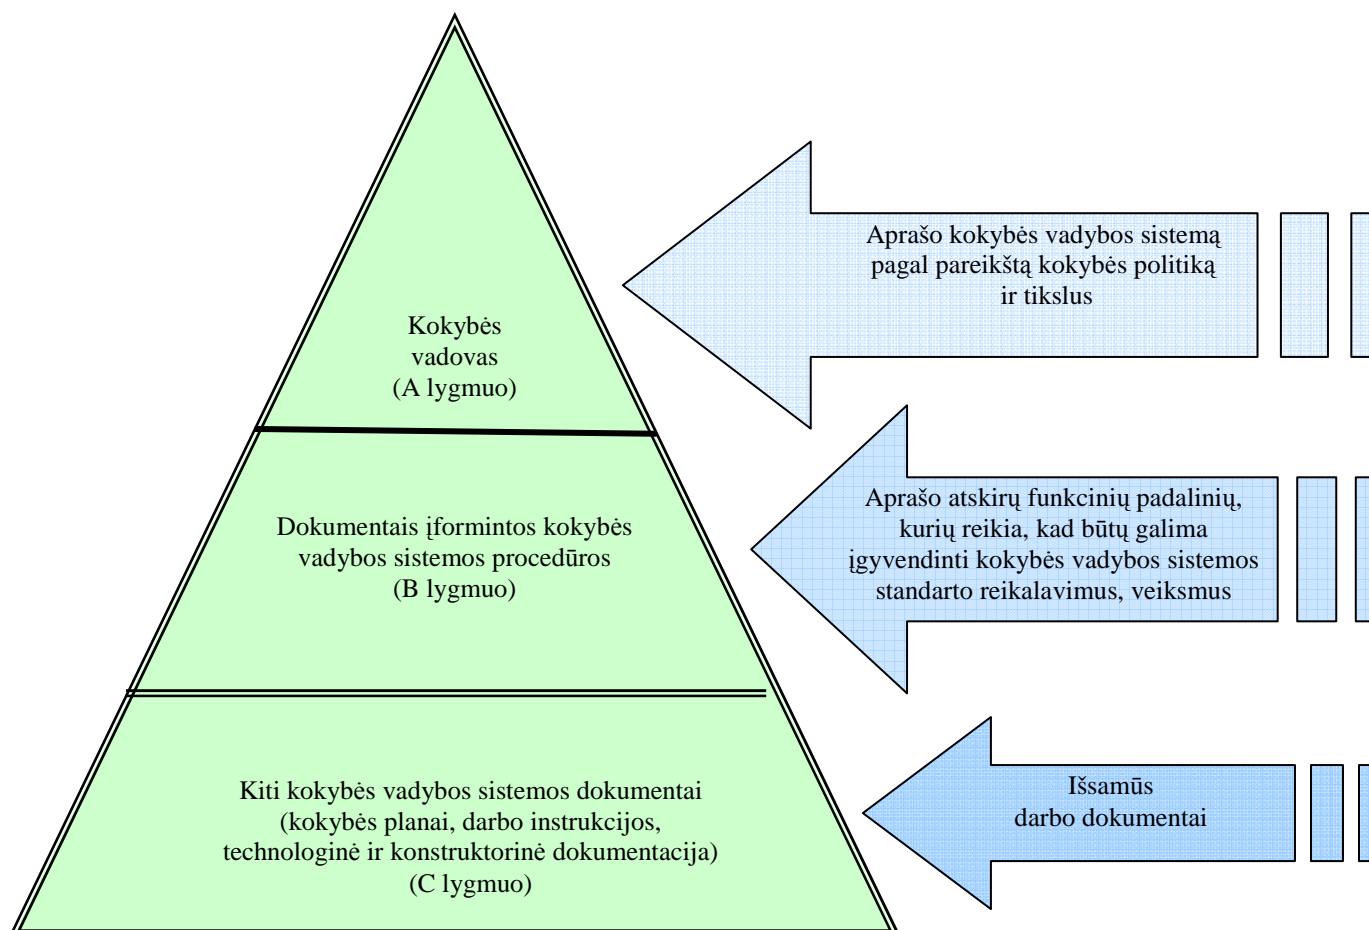 Aprašo kokybės vadybos sistemą
pagal pareikštą kokybės politiką
ir tikslus
Kokybės
vadovas
(A lygmuo)
Aprašo atskirų funkcinių padalinių,
kurių reikia, kad būtų galima
įgyvendinti kokybės vadybos sistemos
standarto reikalavimus, veiksmus
Dokumentais įformintos kokybės
vadybos sistemos procedūros
(B lygmuo)
Išsamūs
darbo dokumentai
Kiti kokybės vadybos sistemos dokumentai
(kokybės planai, darbo instrukcijos,
technologinė ir konstruktorinė dokumentacija)
(C lygmuo)